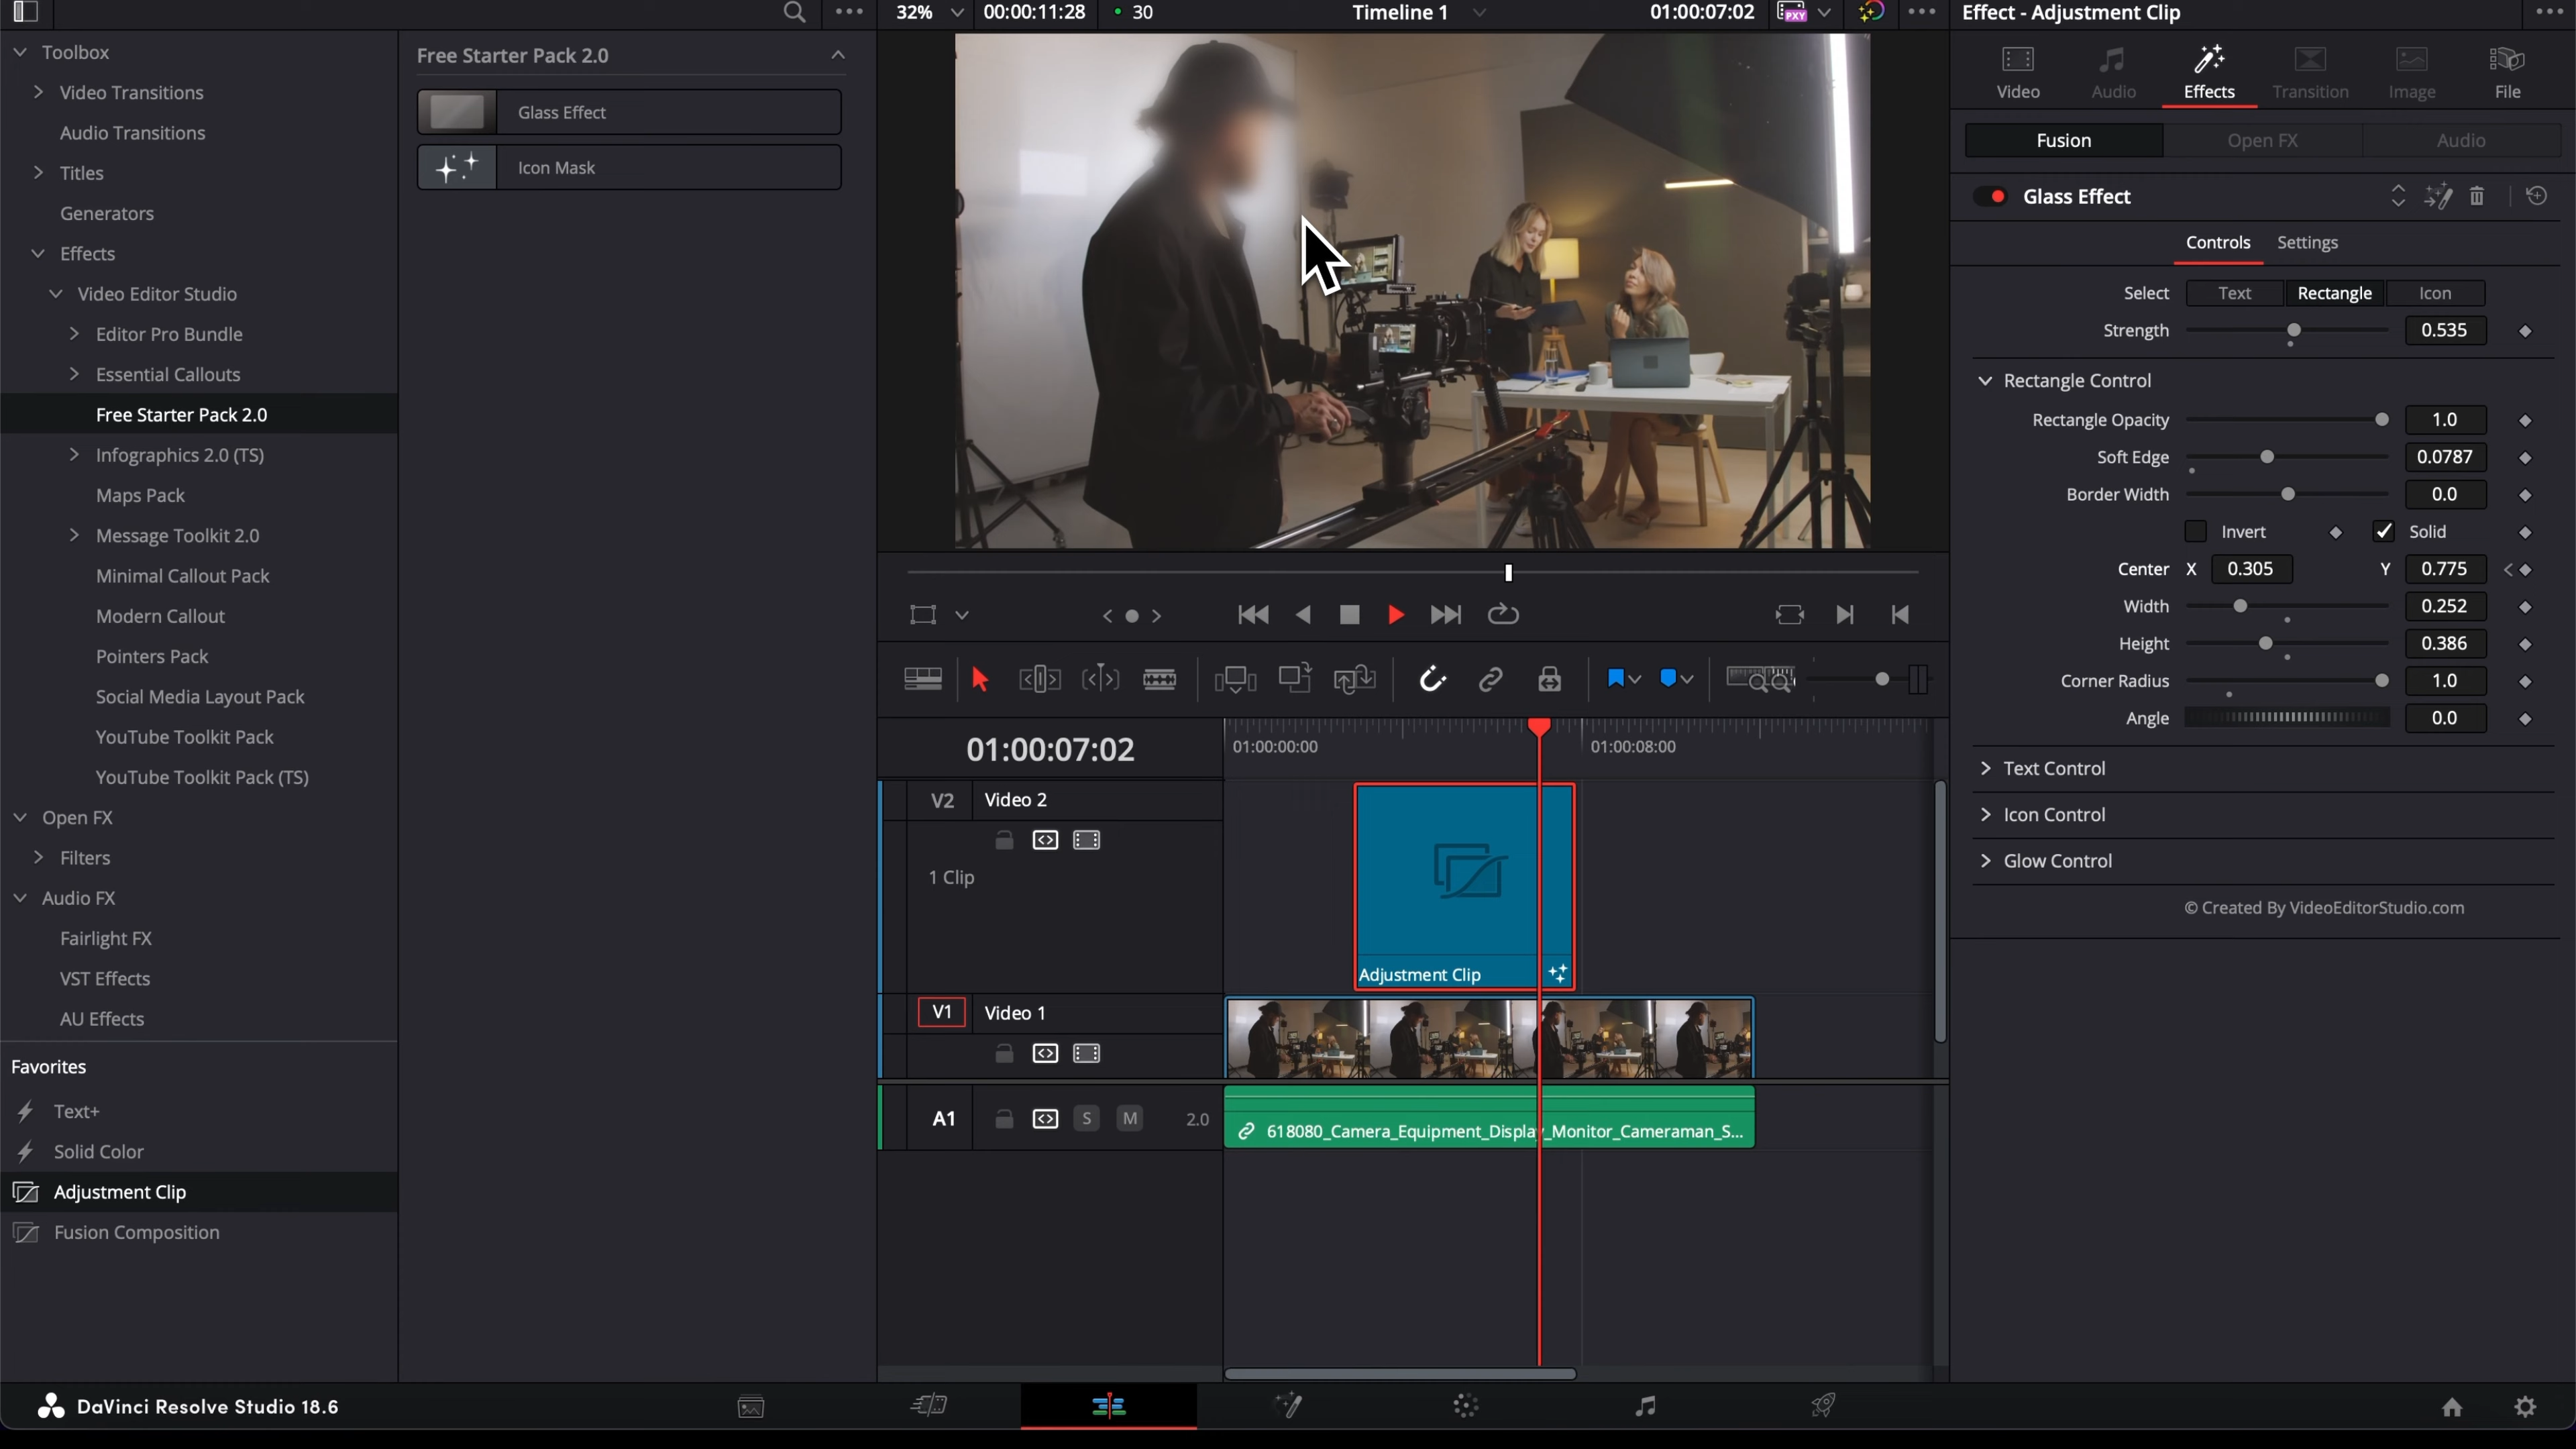 32%
00:00:11:28
30
Timeline 1
01:00:07:02
PXY
Effect - Adjustment Clip
Toolbox
Video Transitions
Audio Transitions
Titles
Generators
Effects
Video Editor Studio
Editor Pro Bundle
Essential Callouts
Free Starter Pack 2.0
Infographics 2.0 (TS)
Maps Pack
Message Toolkit 2.0
Minimal Callout Pack
Modern Callout
Pointers Pack
Social Media Layout Pack
YouTube Toolkit Pack
YouTube Toolkit Pack (TS)
Open FX
Filters
Audio FX
Fairlight FX
VST Effects
AU Effects
Favorites
Text+
Solid Color
Adjustment Clip
Fusion Composition
Free Starter Pack 2.0
Glass Effect
Icon Mask
Video
Audio
Effects
Transition
Image
File
Fusion
Open FX
Audio
Glass Effect
Controls
Settings
Select Text Rectangle Icon
Strength 0.535
Rectangle Control
Rectangle Opacity 1.0
Soft Edge 0.0787
Border Width 0.0
Invert Solid
Center X 0.305 Y 0.775
Width 0.252
Height 0.386
Corner Radius 1.0
Angle 0.0
Text Control
Icon Control
Glow Control
© Created By VideoEditorStudio.com
01:00:07:02
01:00:00:00
01:00:08:00
V2 Video 2
1 Clip
Adjustment Clip
V1 Video 1
A1 S M 2.0
618080_Camera_Equipment_Display_Monitor_Cameraman_S...
DaVinci Resolve Studio 18.6